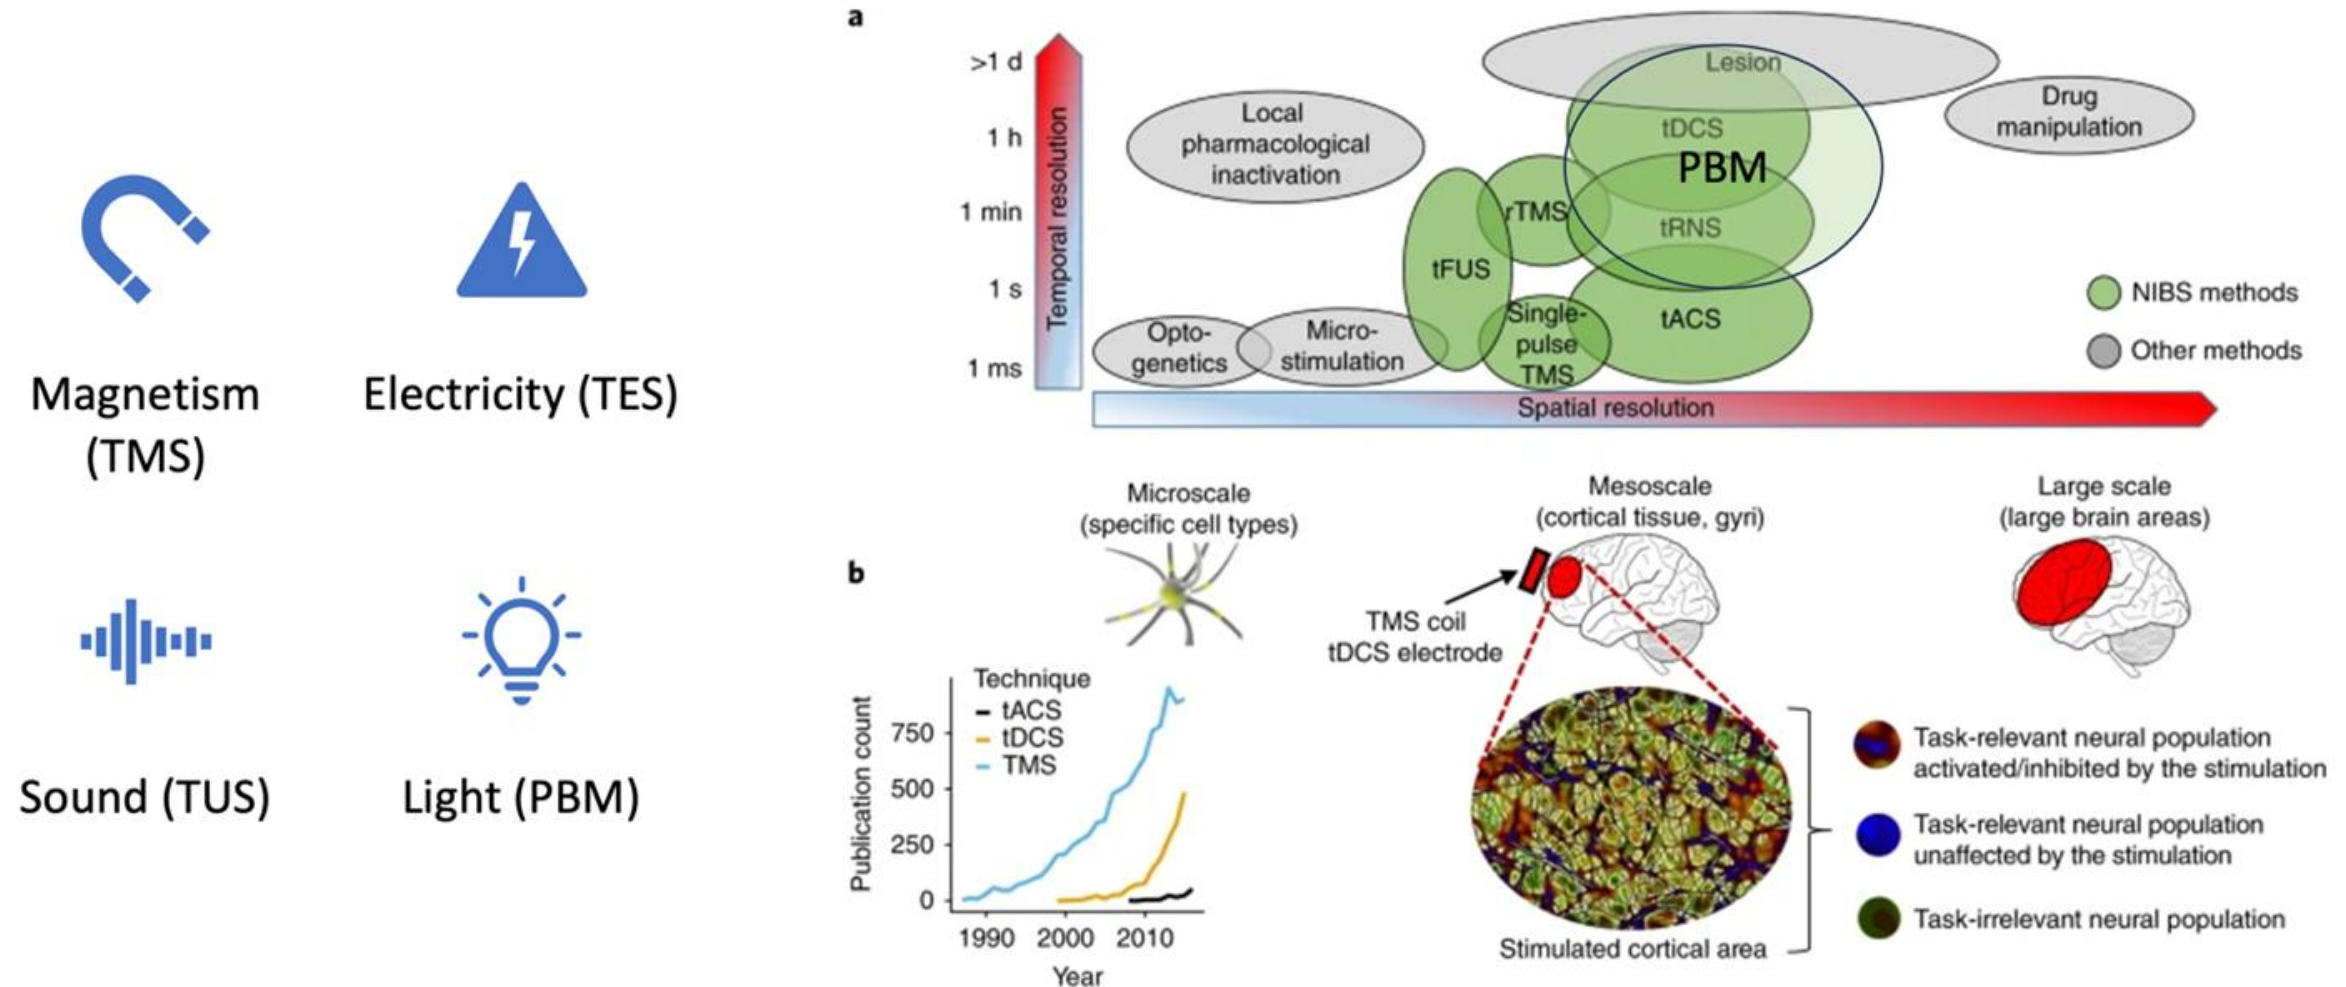 Magnetism
(TMS)
Electricity (TES)
Sound (TUS)
Light (PBM)
a
>1 d
1 h
1 min
1 s
1 ms
Temporal resolution
Local
pharmacological
inactivation
Lesion
Drug
manipulation
tDCS
PBM
rTMS
tRNS
tFUS
tACS
Single-
pulse
TMS
Opto-
genetics
Micro-
stimulation
NIBS methods
Other methods
Spatial resolution
Microscale
(specific cell types)
Mesoscale
(cortical tissue, gyri)
Large scale
(large brain areas)
TMS coil
tDCS electrode
b
Technique
tACS
tDCS
TMS
Publication count
750
500
250
0
1990 2000 2010
Year
Stimulated cortical area
Task-relevant neural population
activated/inhibited by the stimulation
Task-relevant neural population
unaffected by the stimulation
Task-irrelevant neural population